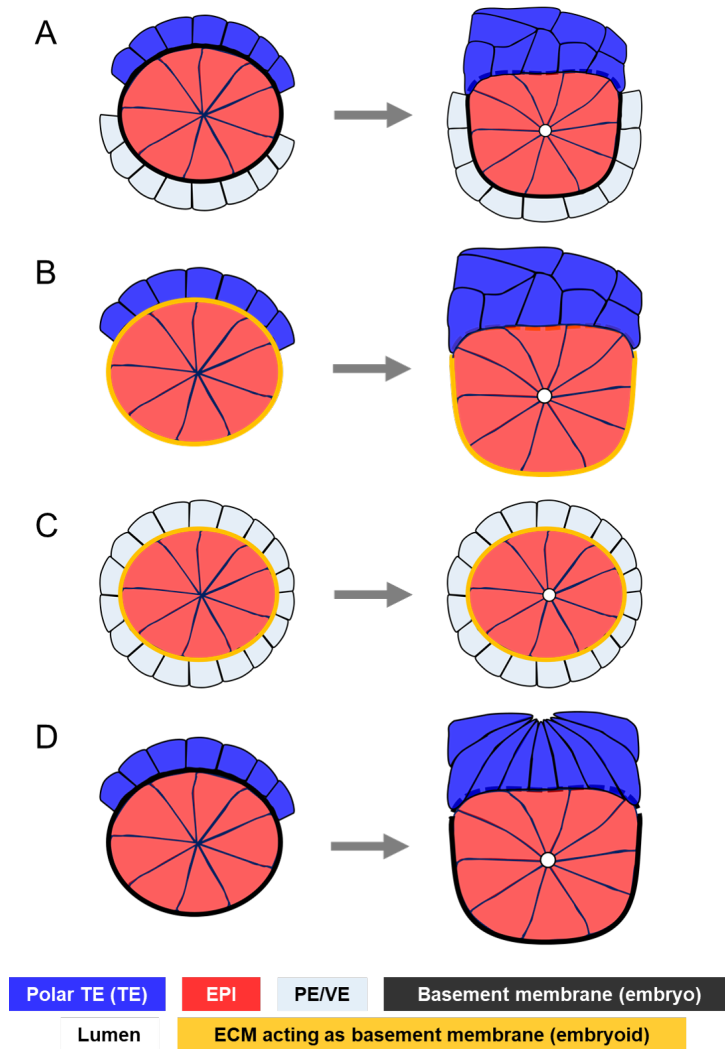 A
B
C
D
Polar TE (TE) EPI PE/VE Basement membrane (embryo)
Lumen ECM acting as basement membrane (embryoid)